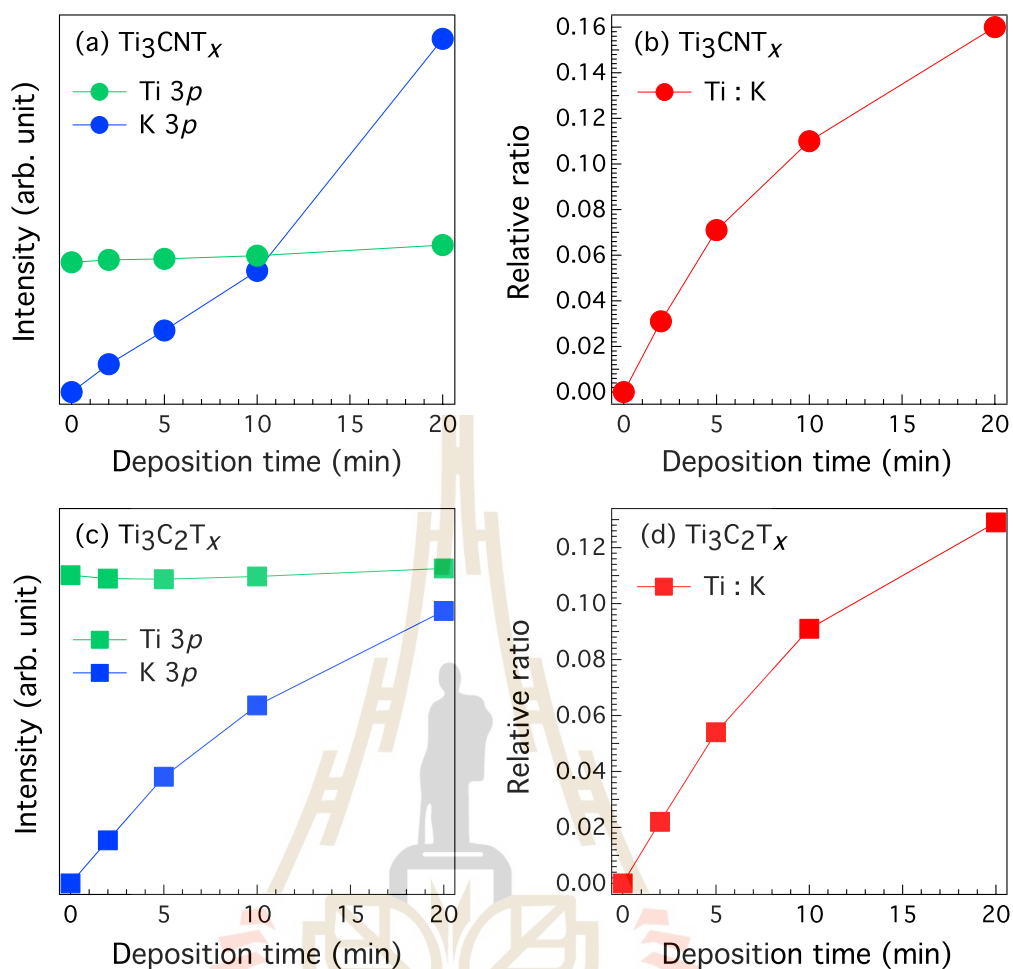 (a) Ti₃CNTₓ
Ti 3p
K 3p
Intensity (arb. unit)
0 5 10 15 20
Deposition time (min)
(b) Ti₃CNTₓ
Ti : K
Relative ratio
0.16
0.14
0.12
0.10
0.08
0.06
0.04
0.02
0.00
0 5 10 15 20
Deposition time (min)
(c) Ti₃C₂Tₓ
Ti 3p
K 3p
Intensity (arb. unit)
0 5 10 15 20
Deposition time (min)
(d) Ti₃C₂Tₓ
Ti : K
Relative ratio
0.12
0.10
0.08
0.06
0.04
0.02
0.00
0 5 10 15 20
Deposition time (min)